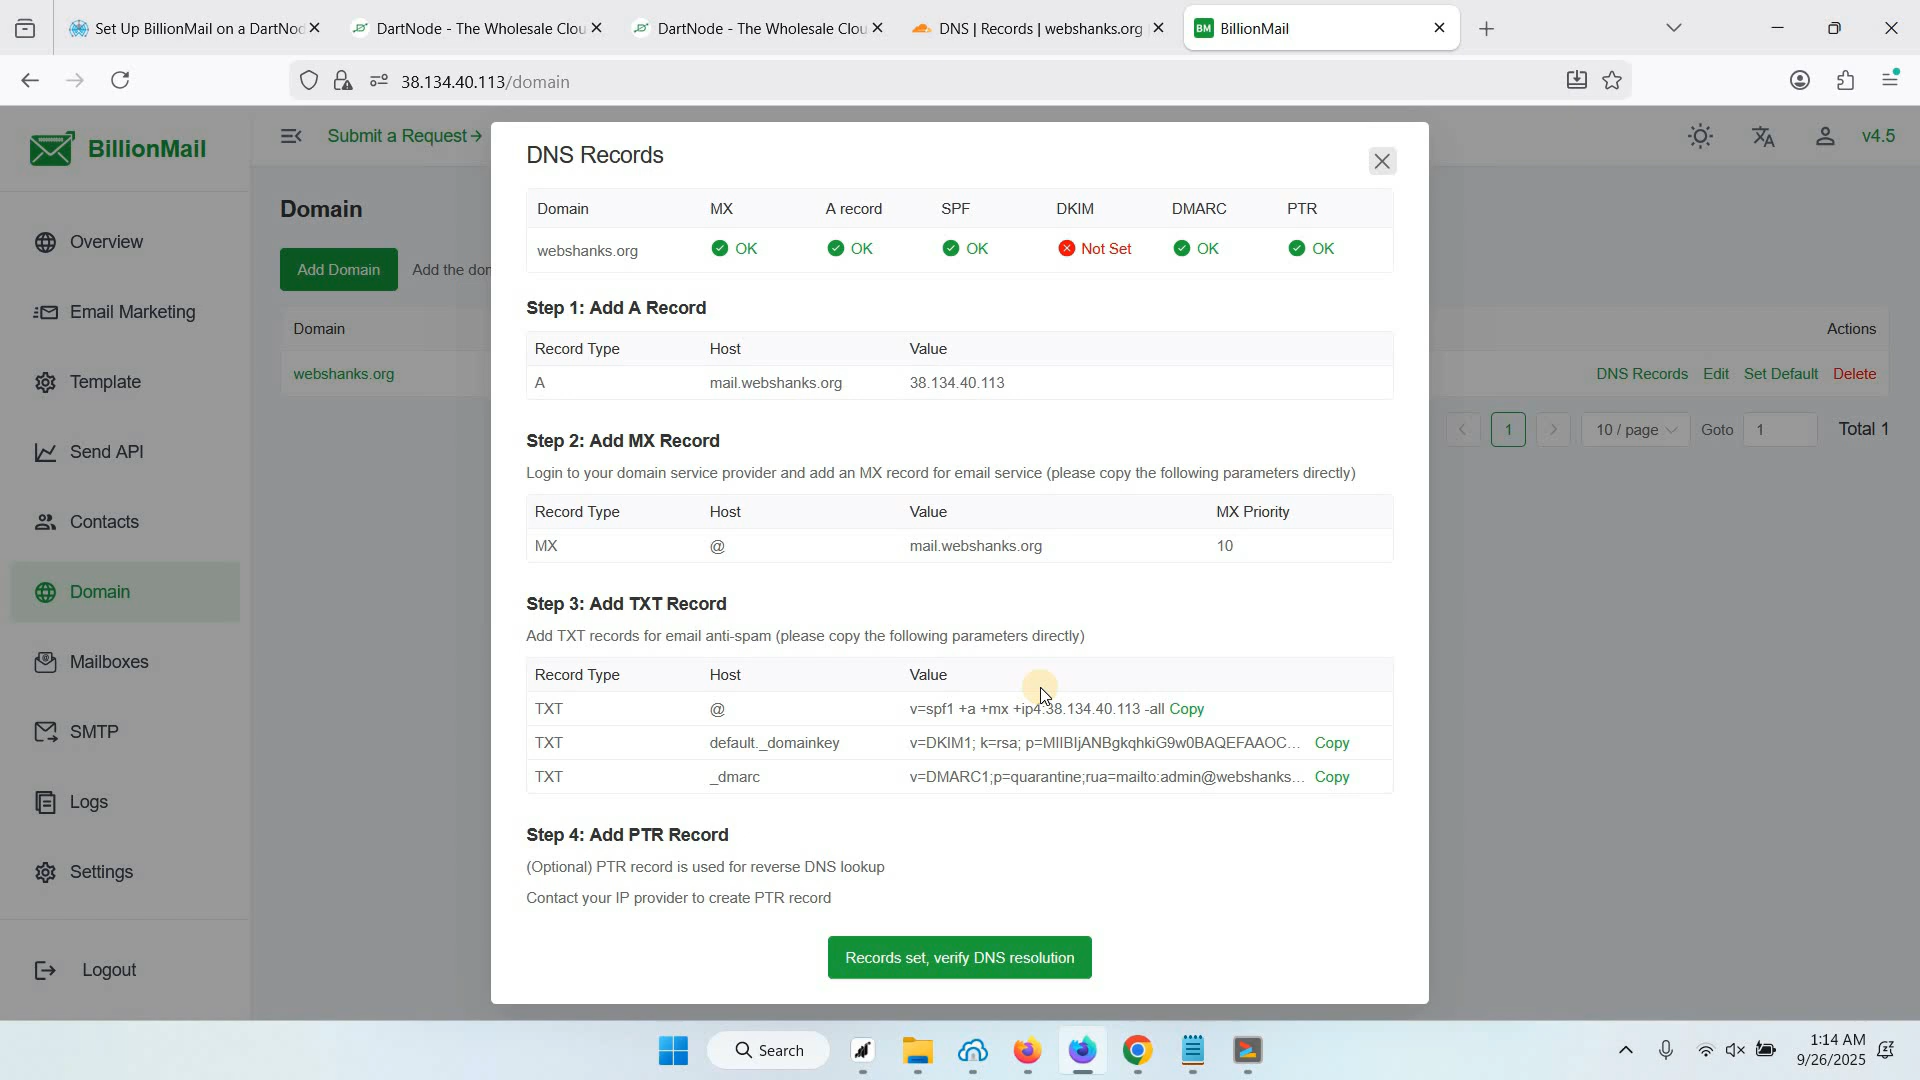 Set Up BillionMail on a DartNo
DartNode - The Wholesale Clou
DartNode - The Wholesale Clou
DNS | Records | webshanks.org
BM BillionMail
38.134.40.113/domain
BillionMail
Submit a Request
v4.5
Overview
Email Marketing
Template
Send API
Contacts
Domain
Mailboxes
SMTP
Logs
Settings
Logout
Domain
Add Domain
Add the dor
Domain
Actions
webshanks.org
DNS Records Edit Set Default Delete
1 10 / page Goto 1 Total 1
DNS Records
Domain MX A record SPF DKIM DMARC PTR
webshanks.org OK OK OK Not Set OK OK
Step 1: Add A Record
Record Type Host Value
A mail.webshanks.org 38.134.40.113
Step 2: Add MX Record
Login to your domain service provider and add an MX record for email service (please copy the following parameters directly)
Record Type Host Value MX Priority
MX @ mail.webshanks.org 10
Step 3: Add TXT Record
Add TXT records for email anti-spam (please copy the following parameters directly)
Record Type Host Value
TXT @ v=spf1 +a +mx +ip4:38.134.40.113 -all Copy
TXT default._domainkey v=DKIM1; k=rsa; p=MIIBIjANBgkqhkiG9w0BAQEFAAOC... Copy
TXT _dmarc v=DMARC1;p=quarantine;rua=mailto:admin@webshanks... Copy
Step 4: Add PTR Record
(Optional) PTR record is used for reverse DNS lookup
Contact your IP provider to create PTR record
Records set, verify DNS resolution
Search
1:14 AM
9/26/2025